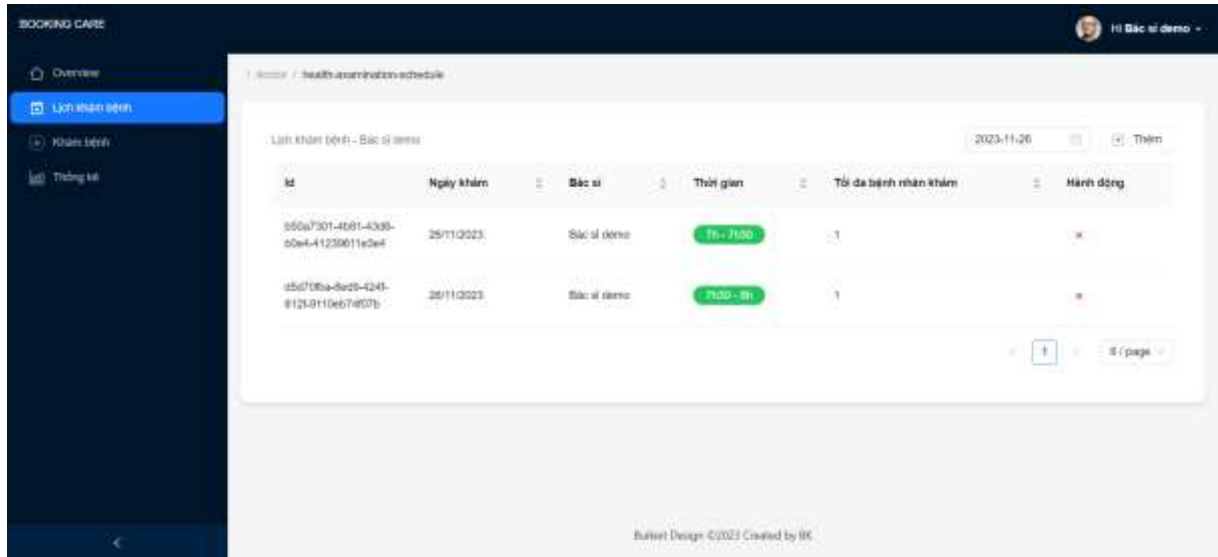 BOOKING CARE
Hi Bác sĩ demo
Overview
/ doctor / health-examination-schedule
Lịch khám bệnh
Khám bệnh
Lịch khám bệnh - Bác sĩ demo
2023-11-26
Thêm
Thống kê
Id
Ngày khám
Bác sĩ
Thời gian
Tối đa bệnh nhân khám
Hành động
26/11/2023
Bác sĩ demo
7h - 7h30
1
26/11/2023
Bác sĩ demo
7h30 - 8h
1
1
/ page
Design ©2023 Created by BK